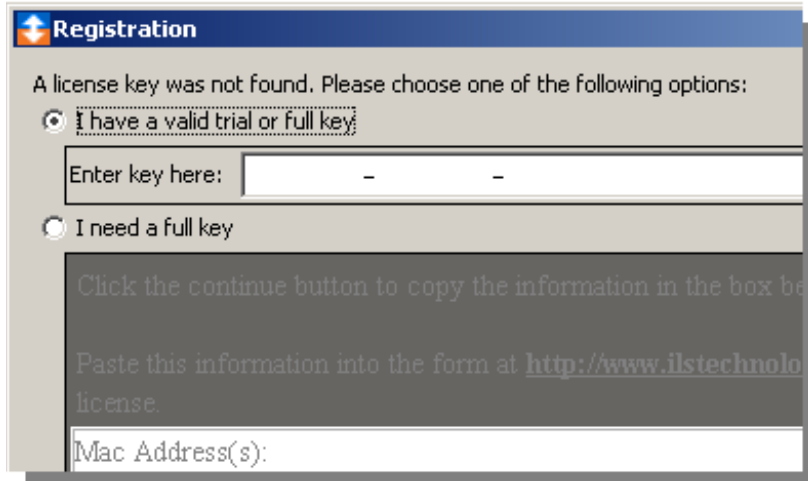 Registration
A license key was not found. Please choose one of the following options:
I have a valid trial or full key
Enter key here: - -
I need a full key
Click the continue button to copy the information in the box
Paste this information into the form at
license.
Mac Address(s):